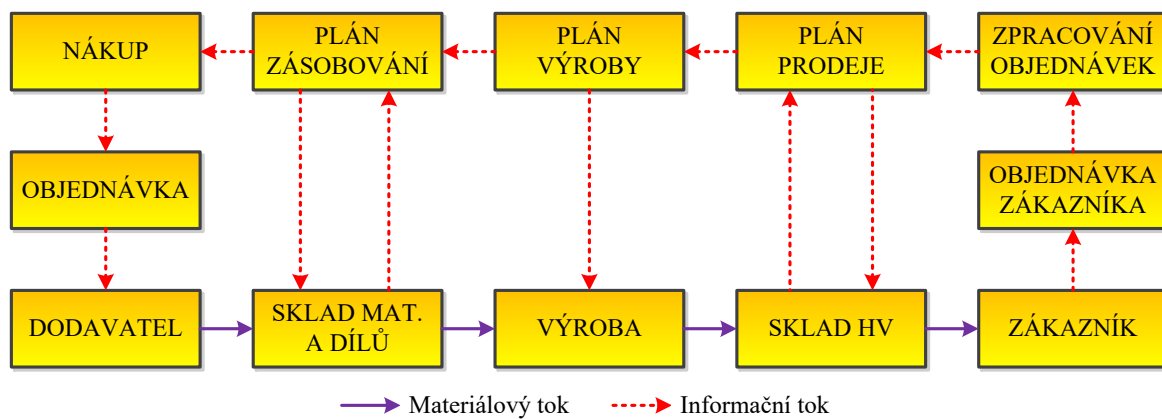 NÁKUP
PLÁN
ZÁSOBOVÁNÍ
PLÁN
VÝROBY
PLÁN
PRODEJE
ZPRACOVÁNÍ
OBJEDNÁVEK
OBJEDNÁVKA
OBJEDNÁVKA
ZÁKAZNÍKA
DODAVATEL
SKLAD MAT.
A DÍLŮ
VÝROBA
SKLAD HV
ZÁKAZNÍK
Materiálový tok
Informační tok